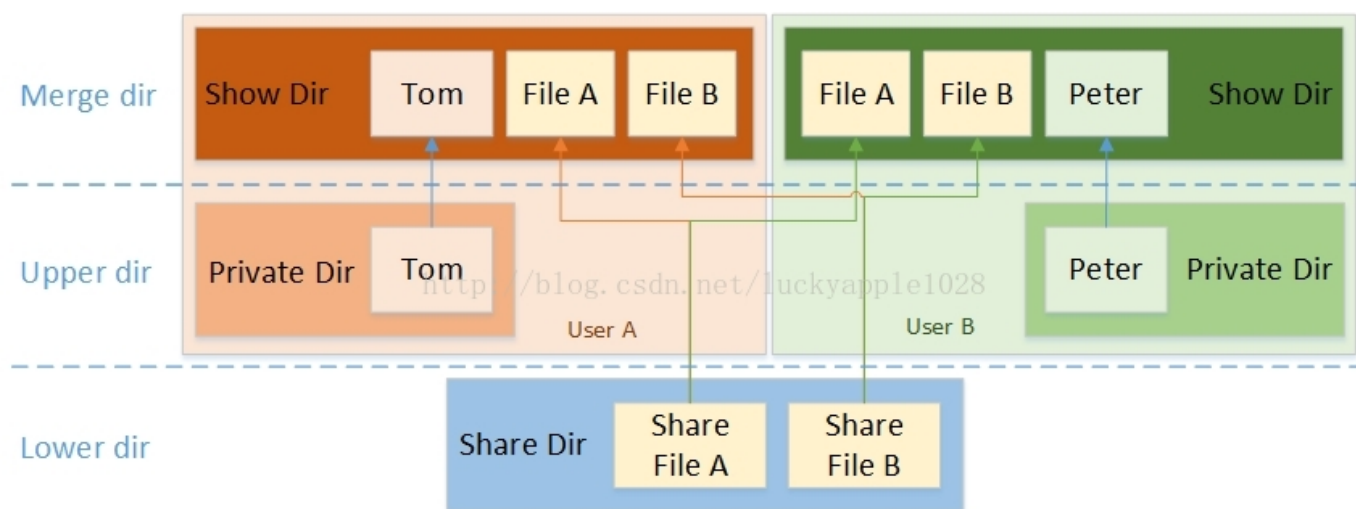 Merge dir
Show Dir
Tom
File A
File B
File A
File B
Peter
Show Dir
Upper dir
Private Dir
Tom
http://blog.csdn.net/luckyapple1028
Peter
Private Dir
User A
User B
Lower dir
Share Dir
Share
File A
Share
File B